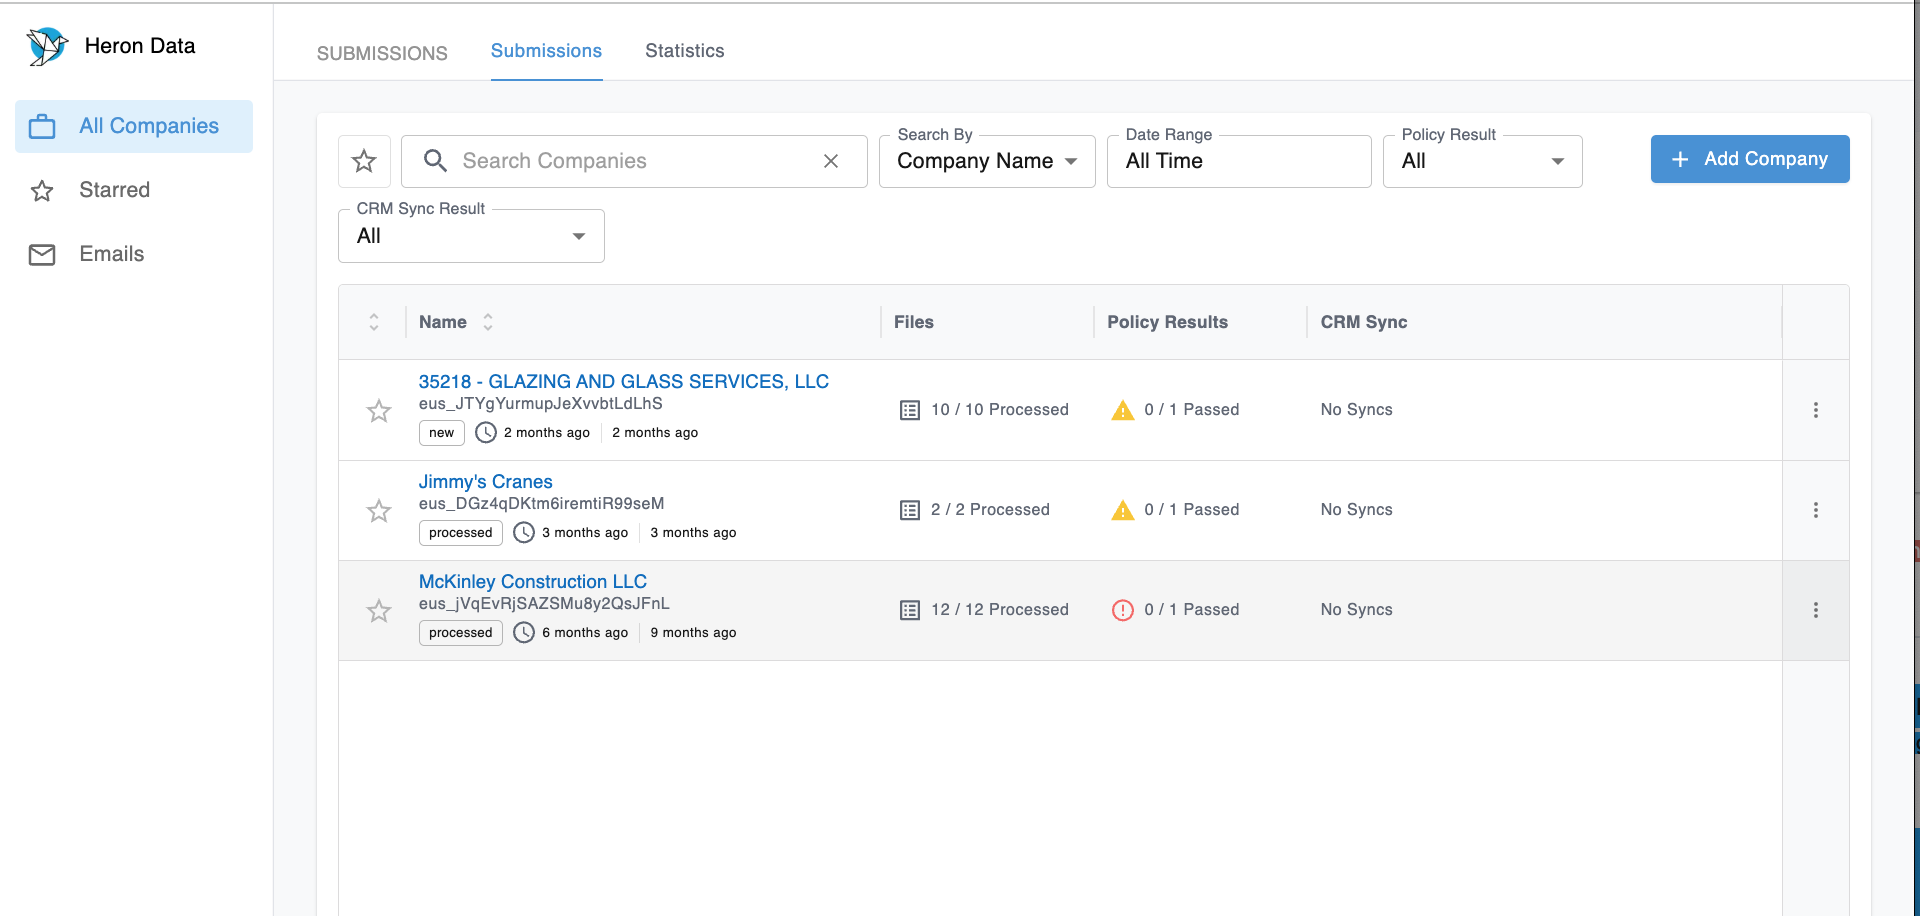 Heron Data
All Companies
Starred
Emails
SUBMISSIONS
Submissions
Statistics
Search Companies
Search By
Company Name
Date Range
All Time
Policy Result
All
+ Add Company
CRM Sync Result
All
Name
Files
Policy Results
CRM Sync
35218 - GLAZING AND GLASS SERVICES, LLC
eus_JTYgYurmupJeXvvbtLdLhS
new
2 months ago
2 months ago
10 / 10 Processed
0 / 1 Passed
No Syncs
Jimmy's Cranes
eus_DGz4qDKtm6iremtiR99seM
processed
3 months ago
3 months ago
2 / 2 Processed
0 / 1 Passed
No Syncs
McKinley Construction LLC
eus_jVqEvRjSAZSMu8y2QsJFnL
processed
6 months ago
9 months ago
12 / 12 Processed
0 / 1 Passed
No Syncs